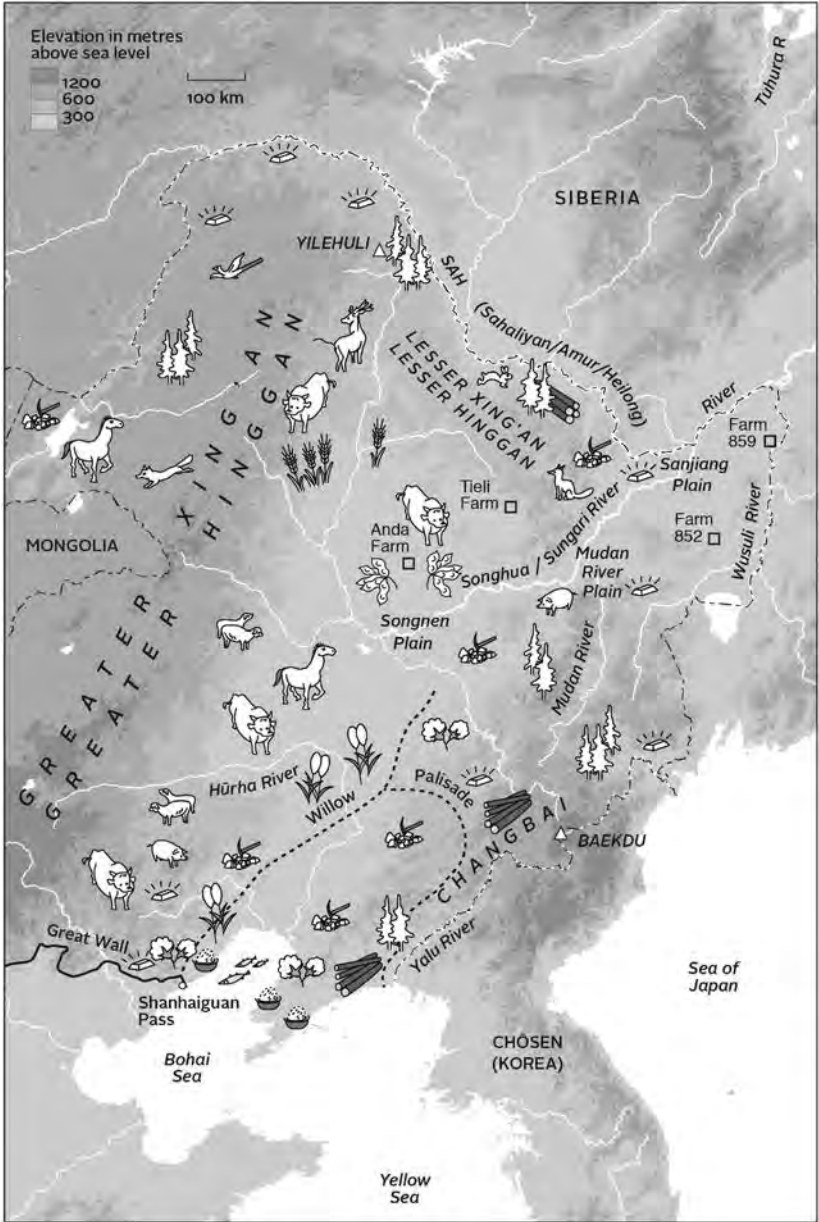 Elevation in metres
above sea level
1200
600
300
100 km
Tuhura R
SIBERIA
YILEHULI
SAH
(Sahaliyan/Amur/Heilong)
River
LESSER XING'AN
LESSER HINGGAN
Farm
859
Sanjiang
Plain
XINGAN
HINGGAN
Tieli
Farm
Farm
852
Wusuli River
MONGOLIA
Anda
Farm
Songhua / Sungari River
Mudan
River
Plain
Songnen
Plain
Mudan River
GREATER
GREATER
Hūrha River
Willow
Palisade
CHANGBAI
BAEKDU
Great Wall
Yalu River
Shanhaiguan
Pass
Sea of
Japan
Bohai
Sea
CHŌSEN
(KOREA)
Yellow
Sea